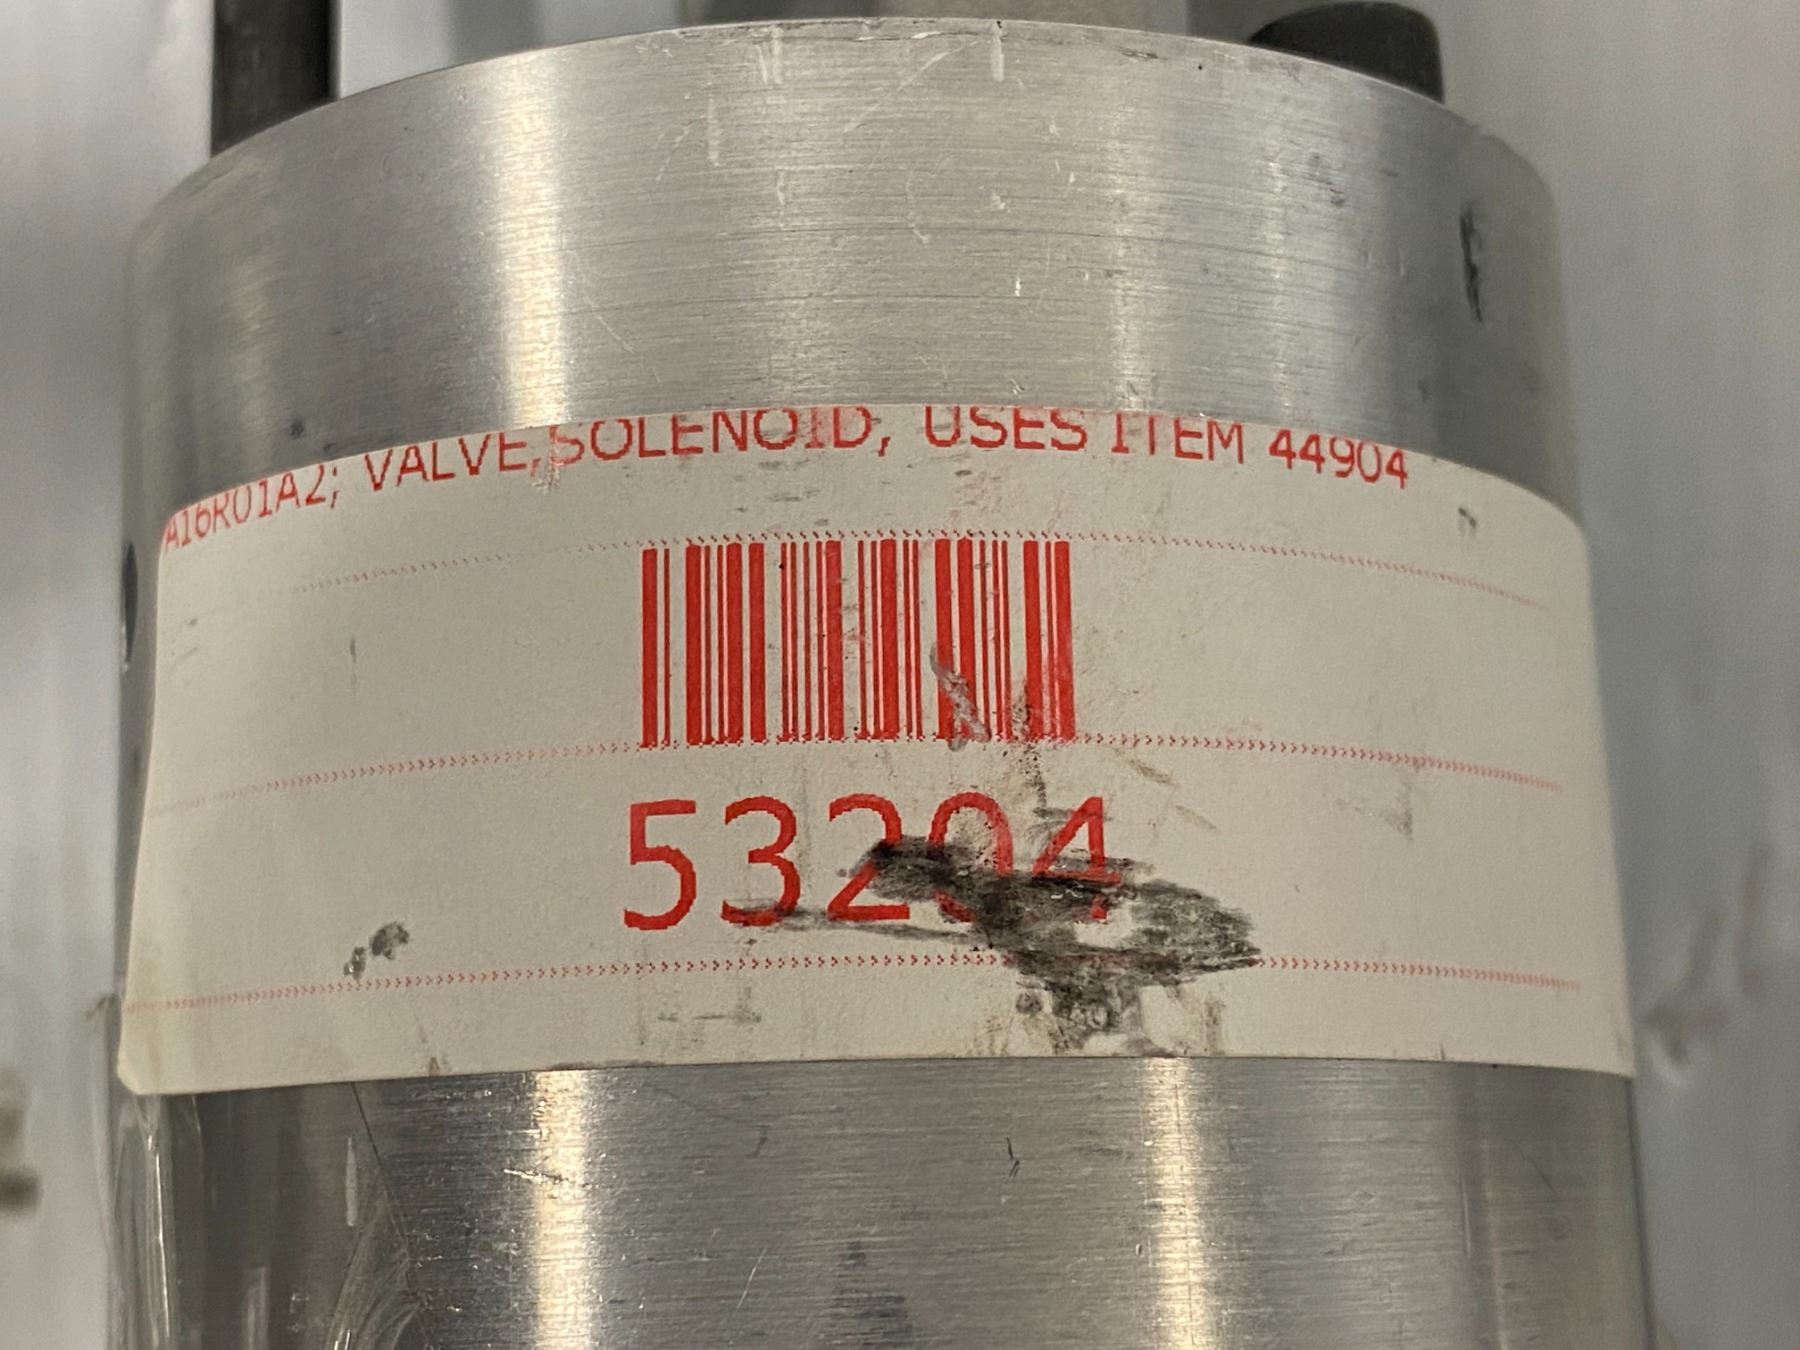 A16R01A2; VALVE,SOLENOID, USES ITEM 44904
53204